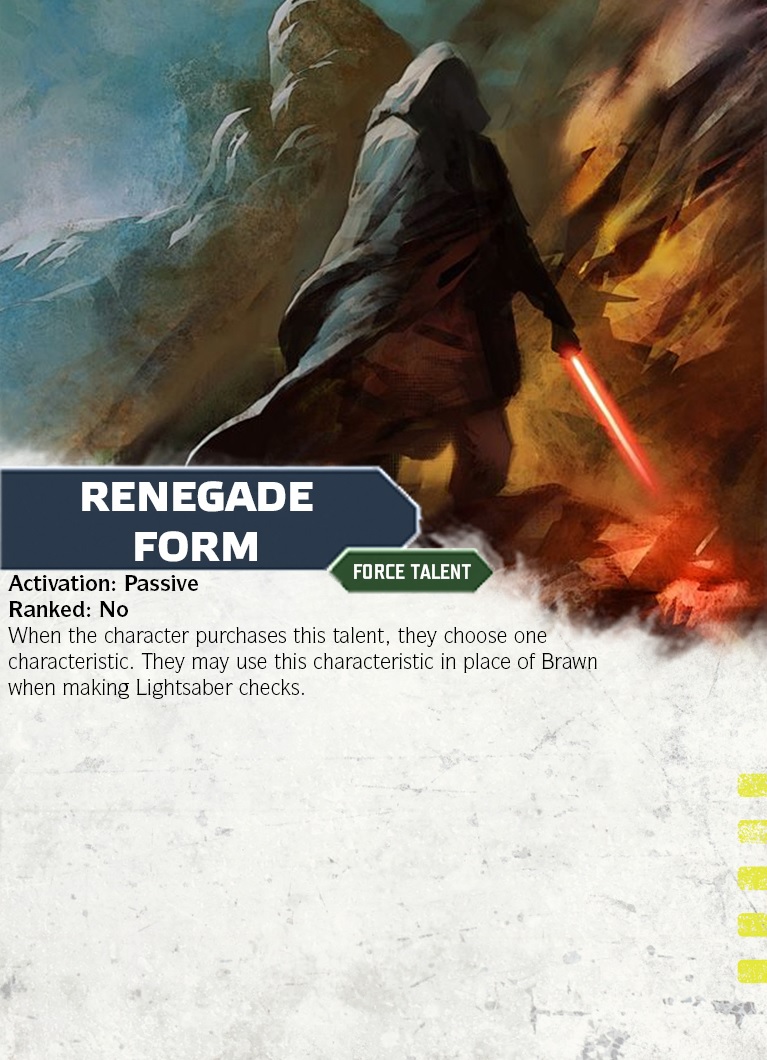 RENEGADE
FORM
FORCE TALENT
Activation: Passive
Ranked: No
When the character purchases this talent, they choose one
characteristic. They may use this characteristic in place of Brawn
when making Lightsaber checks.